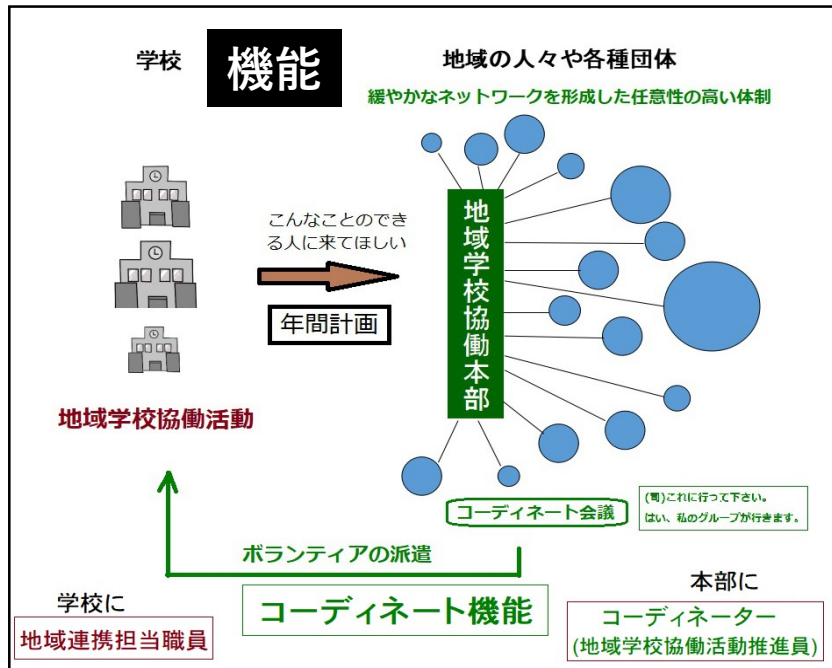 学校
機能
地域の人々や各種団体
緩やかなネットワークを形成した任意性の高い体制
こんなことのでき
る人に来てほしい
年間計画
地域学校協働本部
地域学校協働活動
コーディネート会議
(司)これに行って下さい。
はい、私のグループが行きます。
ボランティアの派遣
コーディネート機能
学校に
地域連携担当職員
本部に
コーディネーター
(地域学校協働活動推進員)